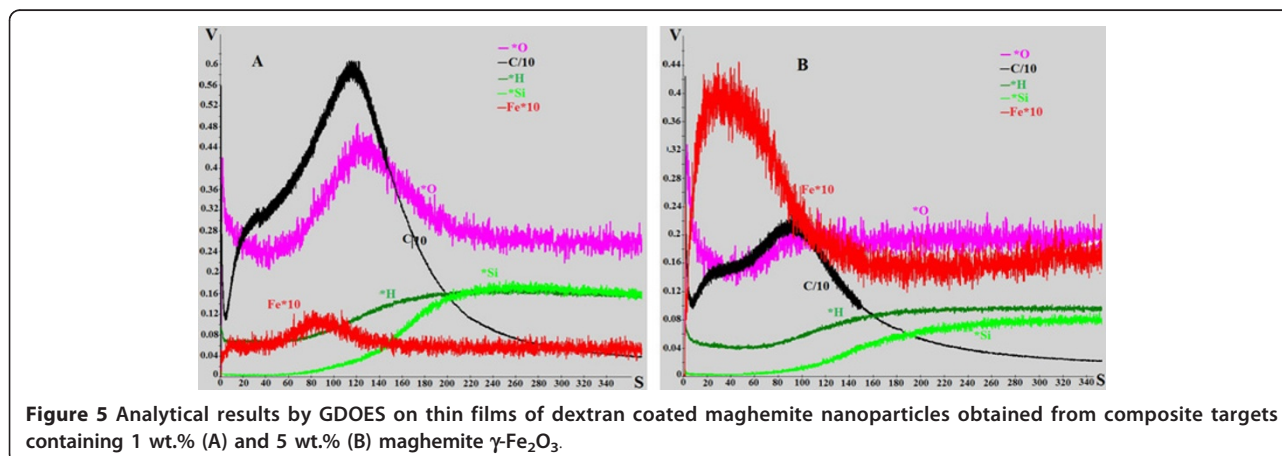 V
A
— *O
— C/10
— *H
— *Si
— Fe*10
0.6
0.56
0.48
0.44
0.4
0.36
0.32
0.28
0.24
0.2
0.16
0.12
0.08
0.04
*O
C/10
*Si
*H
Fe*10
0 20 40 60 80 100 120 140 160 180 200 220 240 260 280 300 320 340 S
V
B
— *O
— C/10
— *H
— *Si
— Fe*10
0.44
0.4
0.36
0.32
0.28
0.24
0.2
0.16
0.12
0.08
0.04
0
Fe*10
*O
C/10
*H
*Si
0 20 40 60 80 100 120 140 160 180 200 220 240 260 280 300 320 340 S
Figure 5 Analytical results by GDOES on thin films of dextran coated maghemite nanoparticles obtained from composite targets
containing 1 wt.% (A) and 5 wt.% (B) maghemite γ-Fe₂O₃.